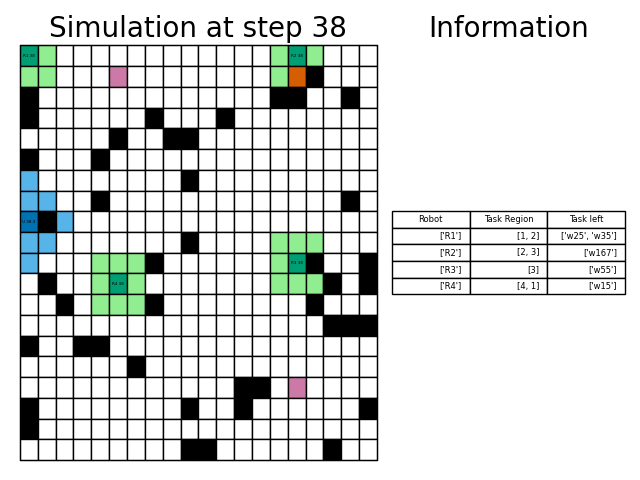 Simulation at step 38
Information
Robot Task Region Task left
['R1'] [1, 2] ['w25', 'w35']
['R2'] [2, 3] ['w167']
['R3'] [3] ['w55']
['R4'] [4, 1] ['w15']